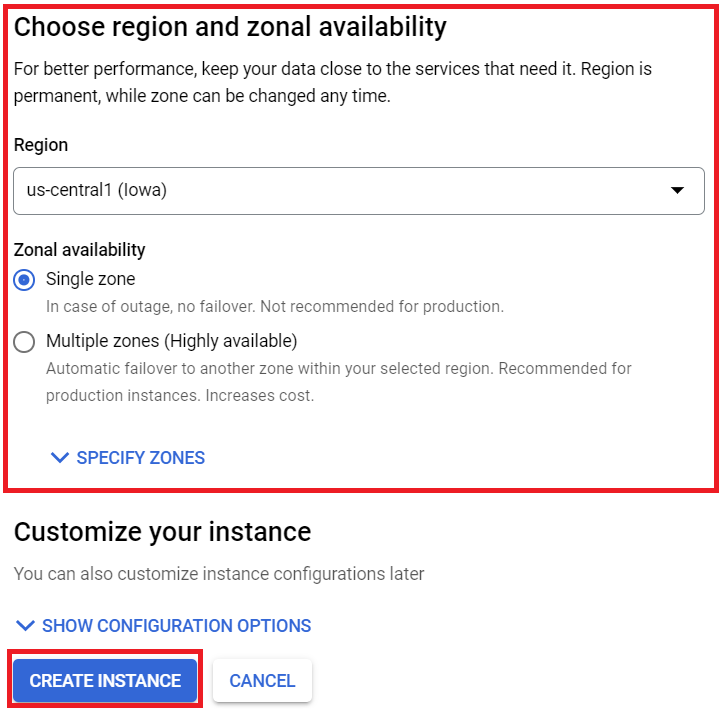 Choose region and zonal availability
For better performance, keep your data close to the services that need it. Region is
permanent, while zone can be changed any time.
Region
us-central1 (Iowa)
Zonal availability
Single zone
In case of outage, no failover. Not recommended for production.
Multiple zones (Highly available)
Automatic failover to another zone within your selected region. Recommended for
production instances. Increases cost.
SPECIFY ZONES
Customize your instance
You can also customize instance configurations later
SHOW CONFIGURATION OPTIONS
CREATE INSTANCE CANCEL